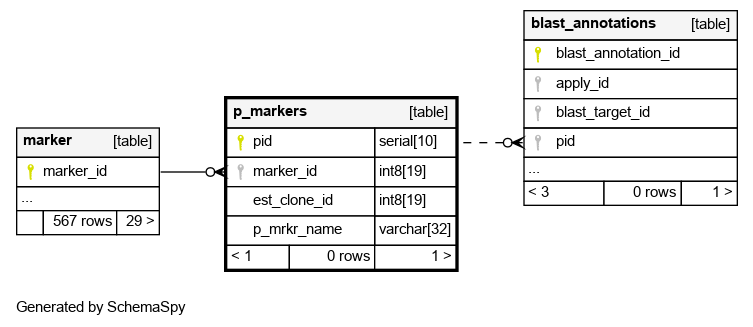 blast_annotations [table]
blast_annotation_id
apply_id
blast_target_id
pid
...
< 3 0 rows 1 >
p_markers [table]
pid serial[10]
marker_id int8[19]
est_clone_id int8[19]
p_mrkr_name varchar[32]
< 1 0 rows 1 >
marker [table]
marker_id
...
567 rows 29 >
Generated by SchemaSpy